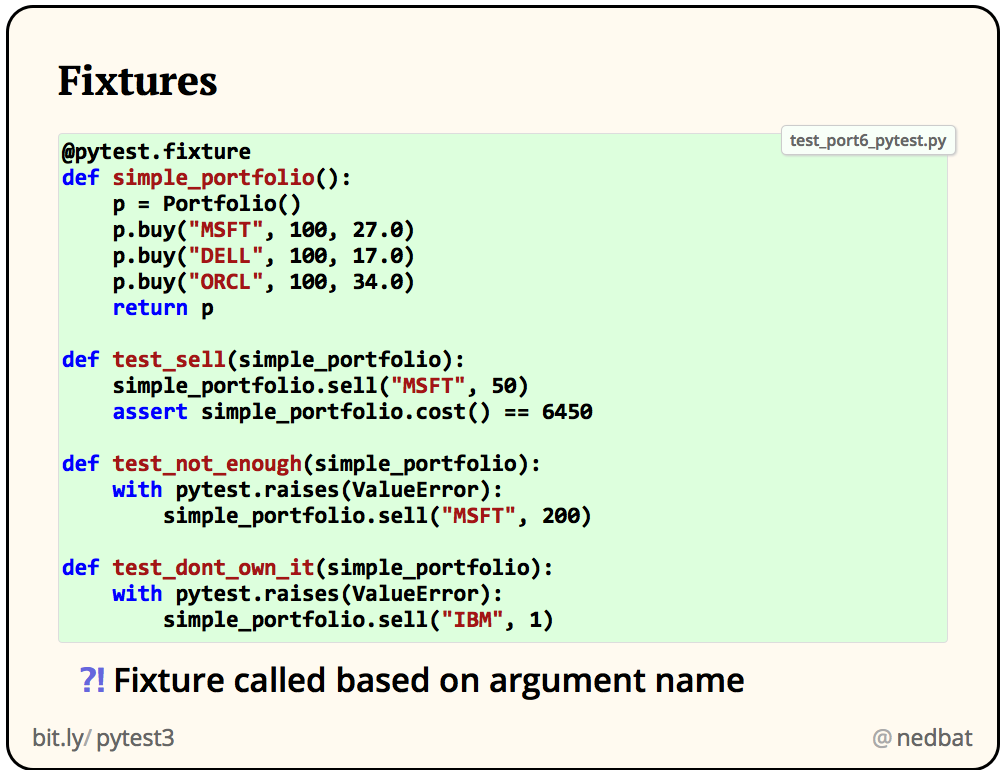 Fixtures
test_port6_pytest.py
@pytest.fixture
def simple_portfolio():
    p = Portfolio()
    p.buy("MSFT", 100, 27.0)
    p.buy("DELL", 100, 17.0)
    p.buy("ORCL", 100, 34.0)
    return p

def test_sell(simple_portfolio):
    simple_portfolio.sell("MSFT", 50)
    assert simple_portfolio.cost() == 6450

def test_not_enough(simple_portfolio):
    with pytest.raises(ValueError):
        simple_portfolio.sell("MSFT", 200)

def test_dont_own_it(simple_portfolio):
    with pytest.raises(ValueError):
        simple_portfolio.sell("IBM", 1)
?! Fixture called based on argument name
bit.ly/pytest3
@nedbat